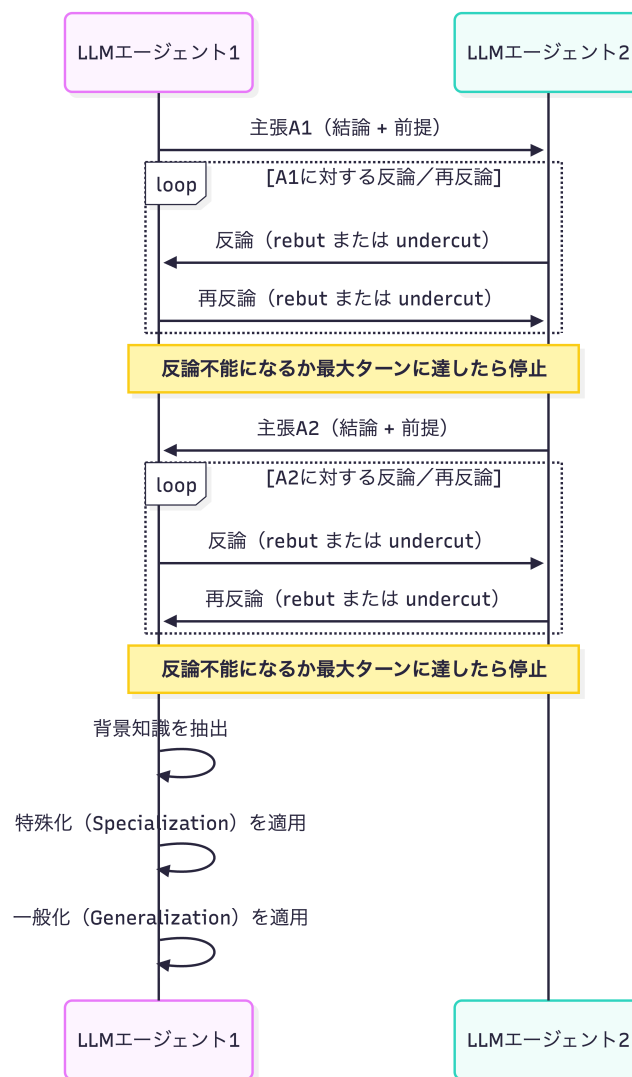 LLMエージェント1
LLMエージェント2
主張A1（結論 + 前提）
loop
[A1に対する反論／再反論]
反論（rebut または undercut）
再反論（rebut または undercut）
反論不能になるか最大ターンに達したら停止
主張A2（結論 + 前提）
loop
[A2に対する反論／再反論]
反論（rebut または undercut）
再反論（rebut または undercut）
反論不能になるか最大ターンに達したら停止
背景知識を抽出
特殊化（Specialization）を適用
一般化（Generalization）を適用
LLMエージェント1
LLMエージェント2